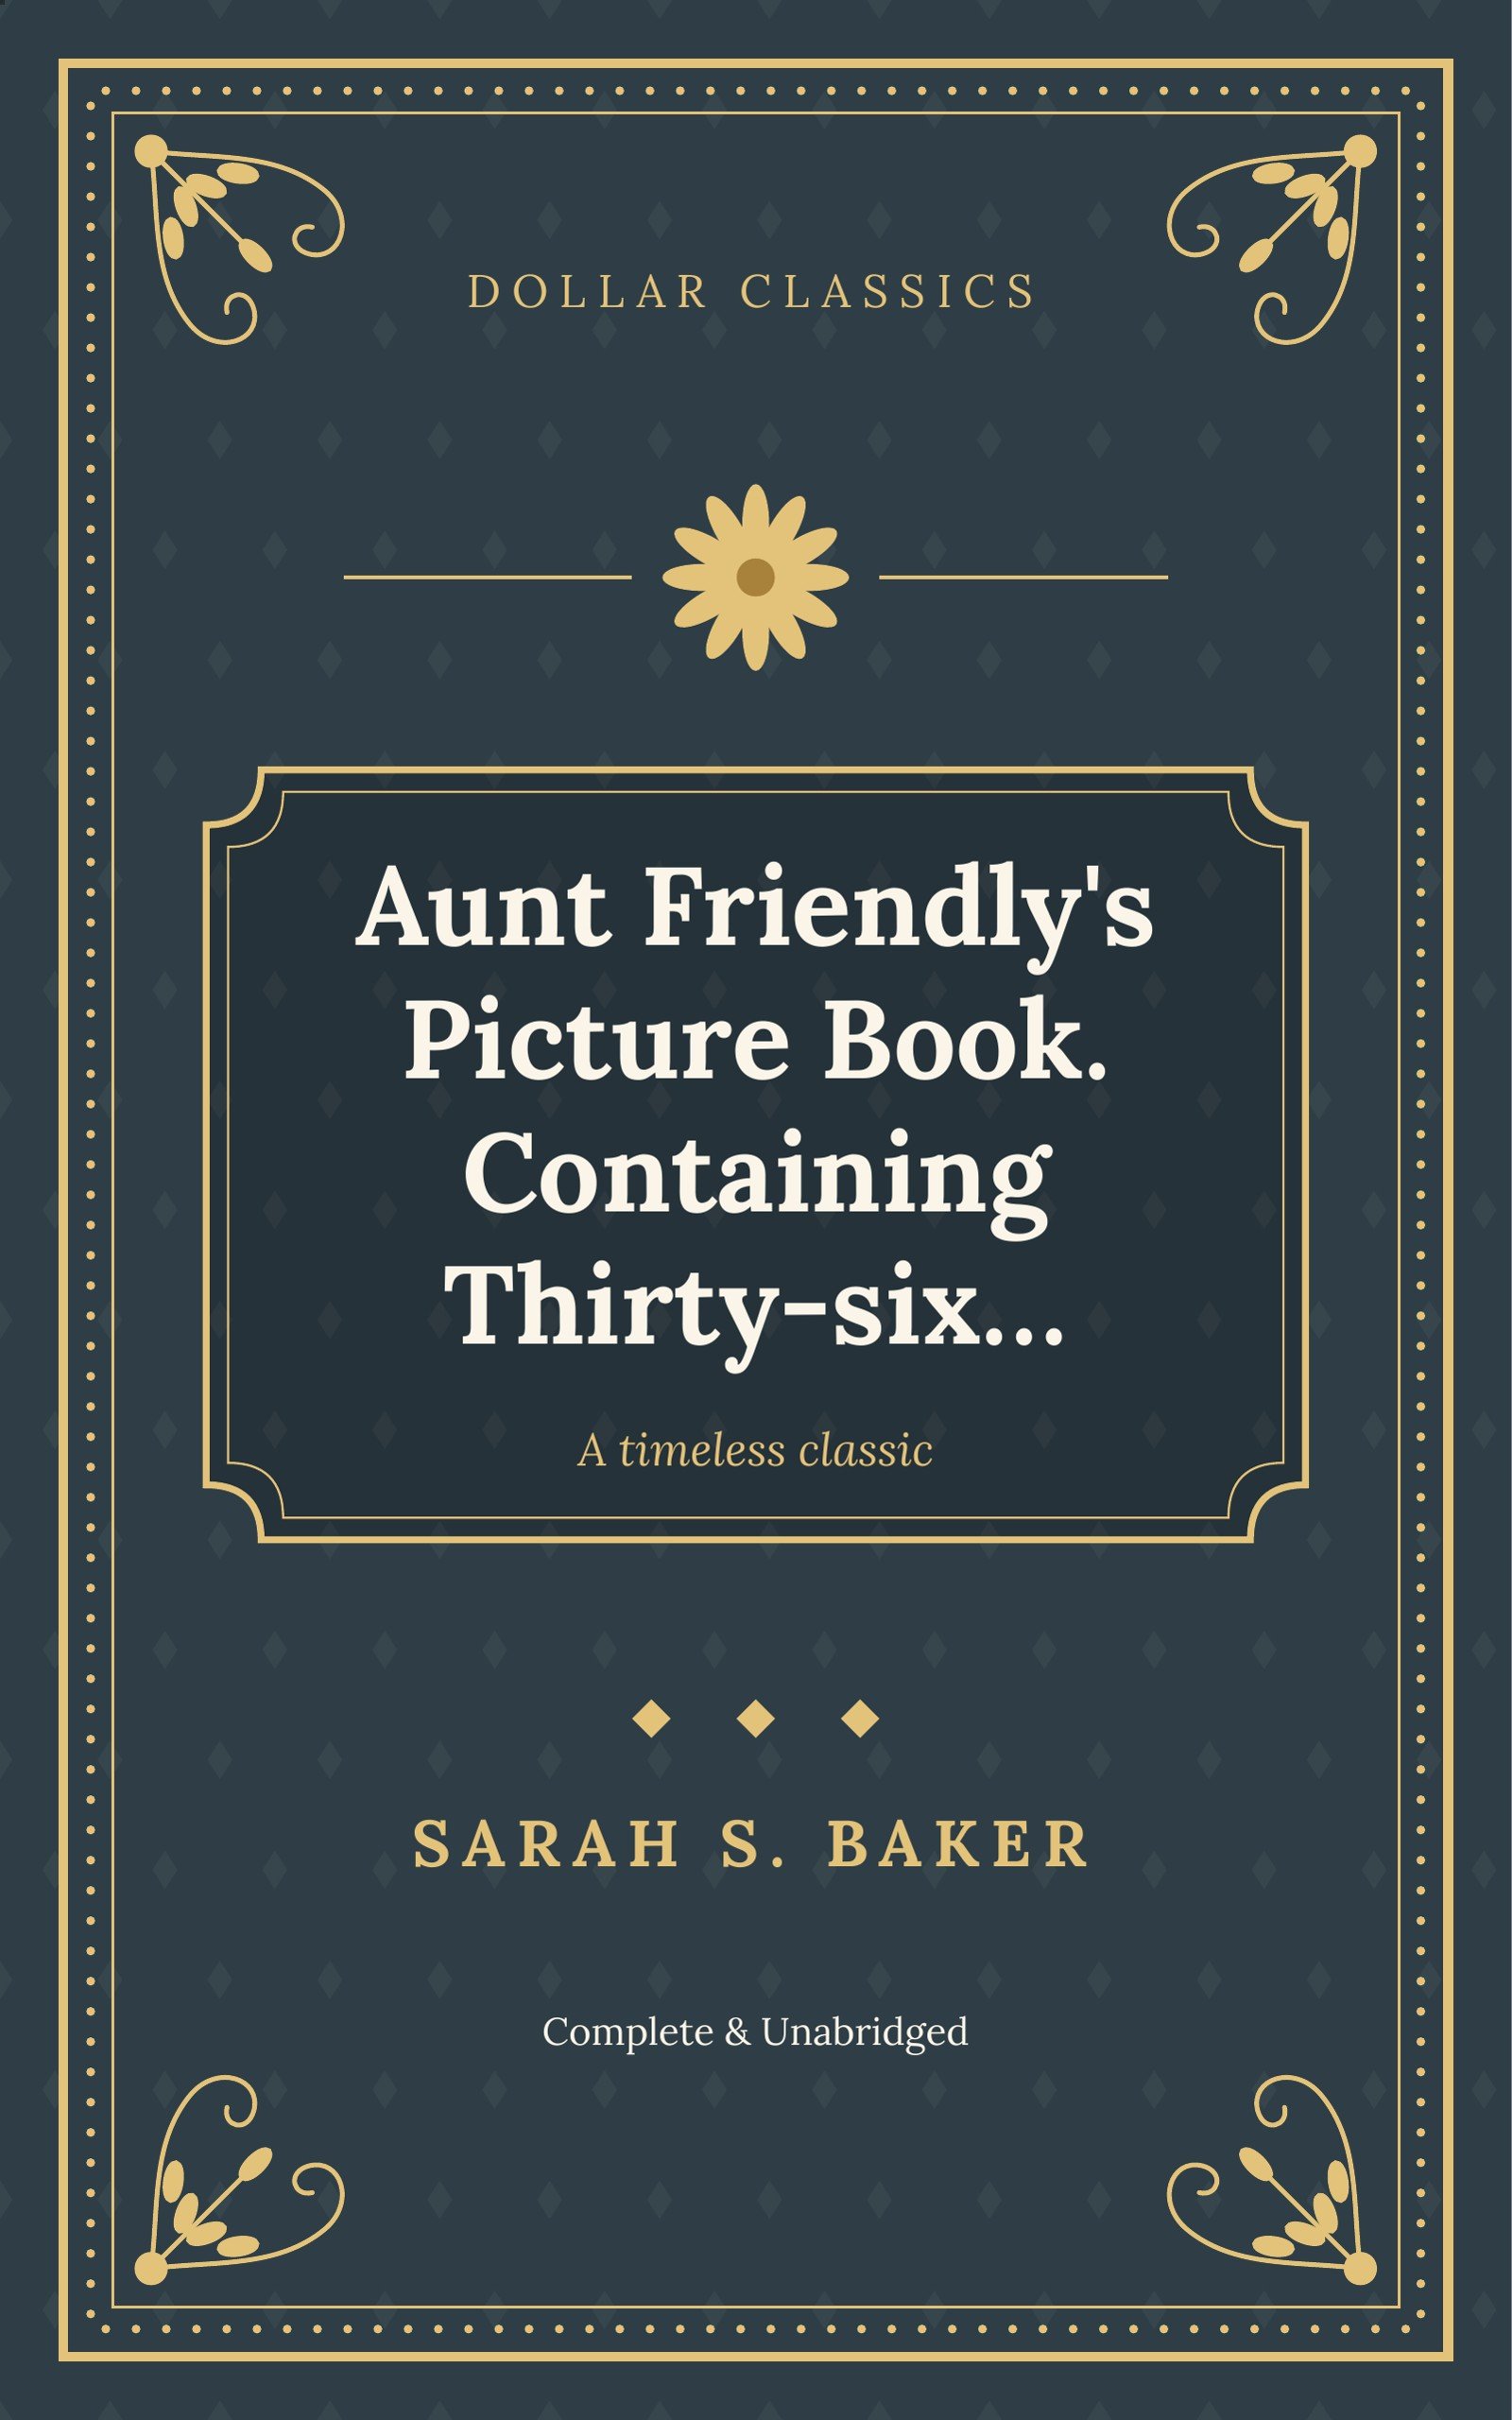 DOLLAR CLASSICS
Aunt Friendly's
Picture Book.
Containing
Thirty-six...
A timeless classic
SARAH S. BAKER
Complete & Unabridged